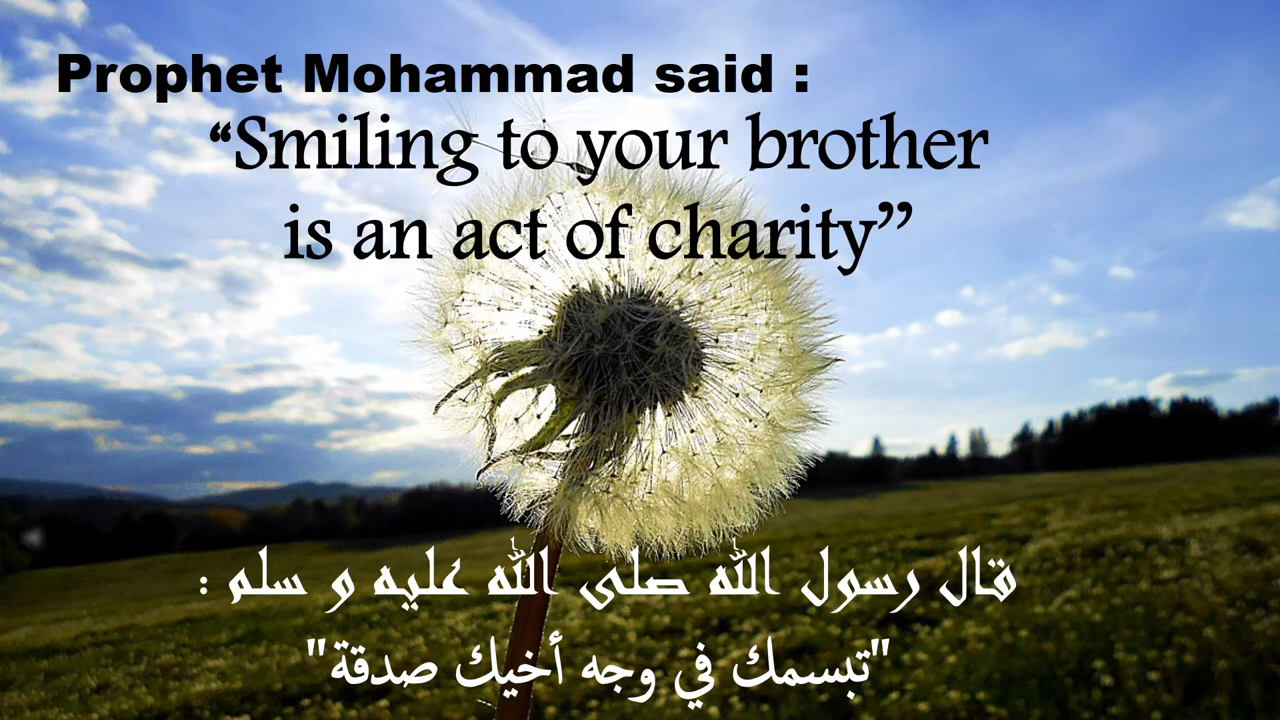 Prophet Mohammad said :
“Smiling to your brother
is an act of charity”
قال رسول الله صلى الله عليه و سلم :
"تبسمك في وجه أخيك صدقة"